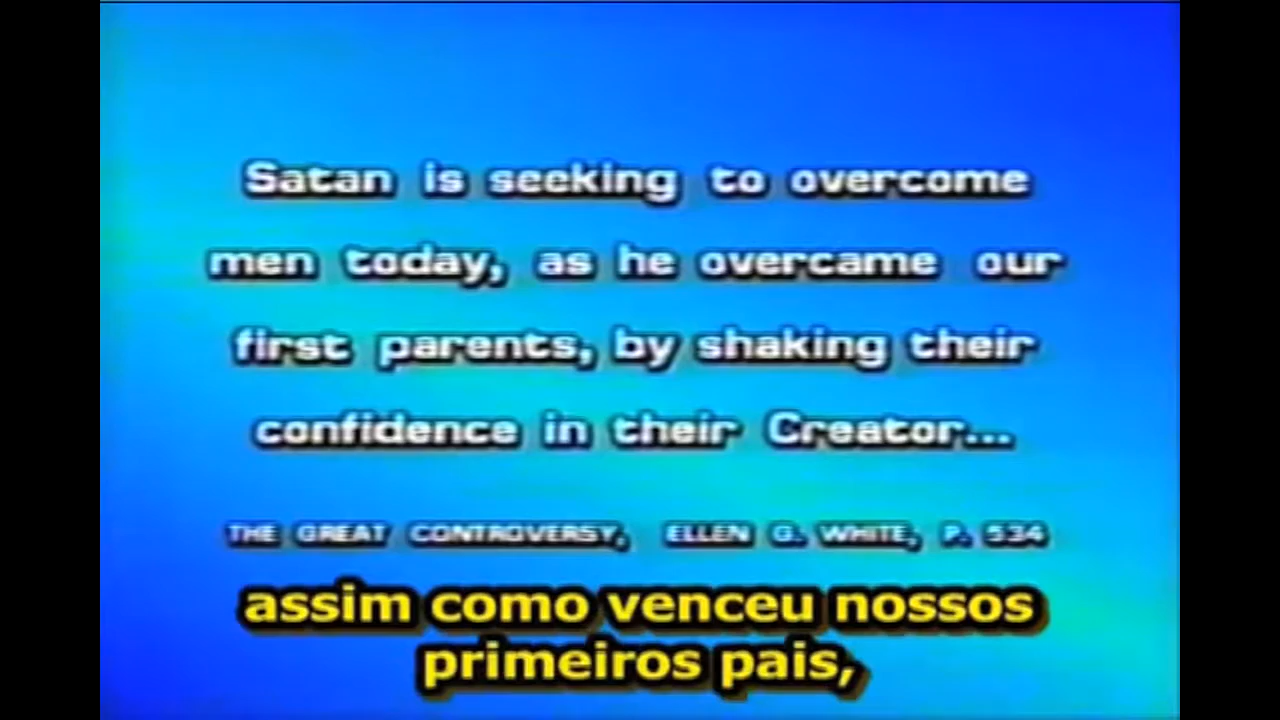 Satan is seeking to overcome
men today, as he overcame our
first parents, by shaking their
confidence in their Creator...
THE GREAT CONTROVERSY, ELLEN G. WHITE, P. 534
assim como venceu nossos
primeiros pais,